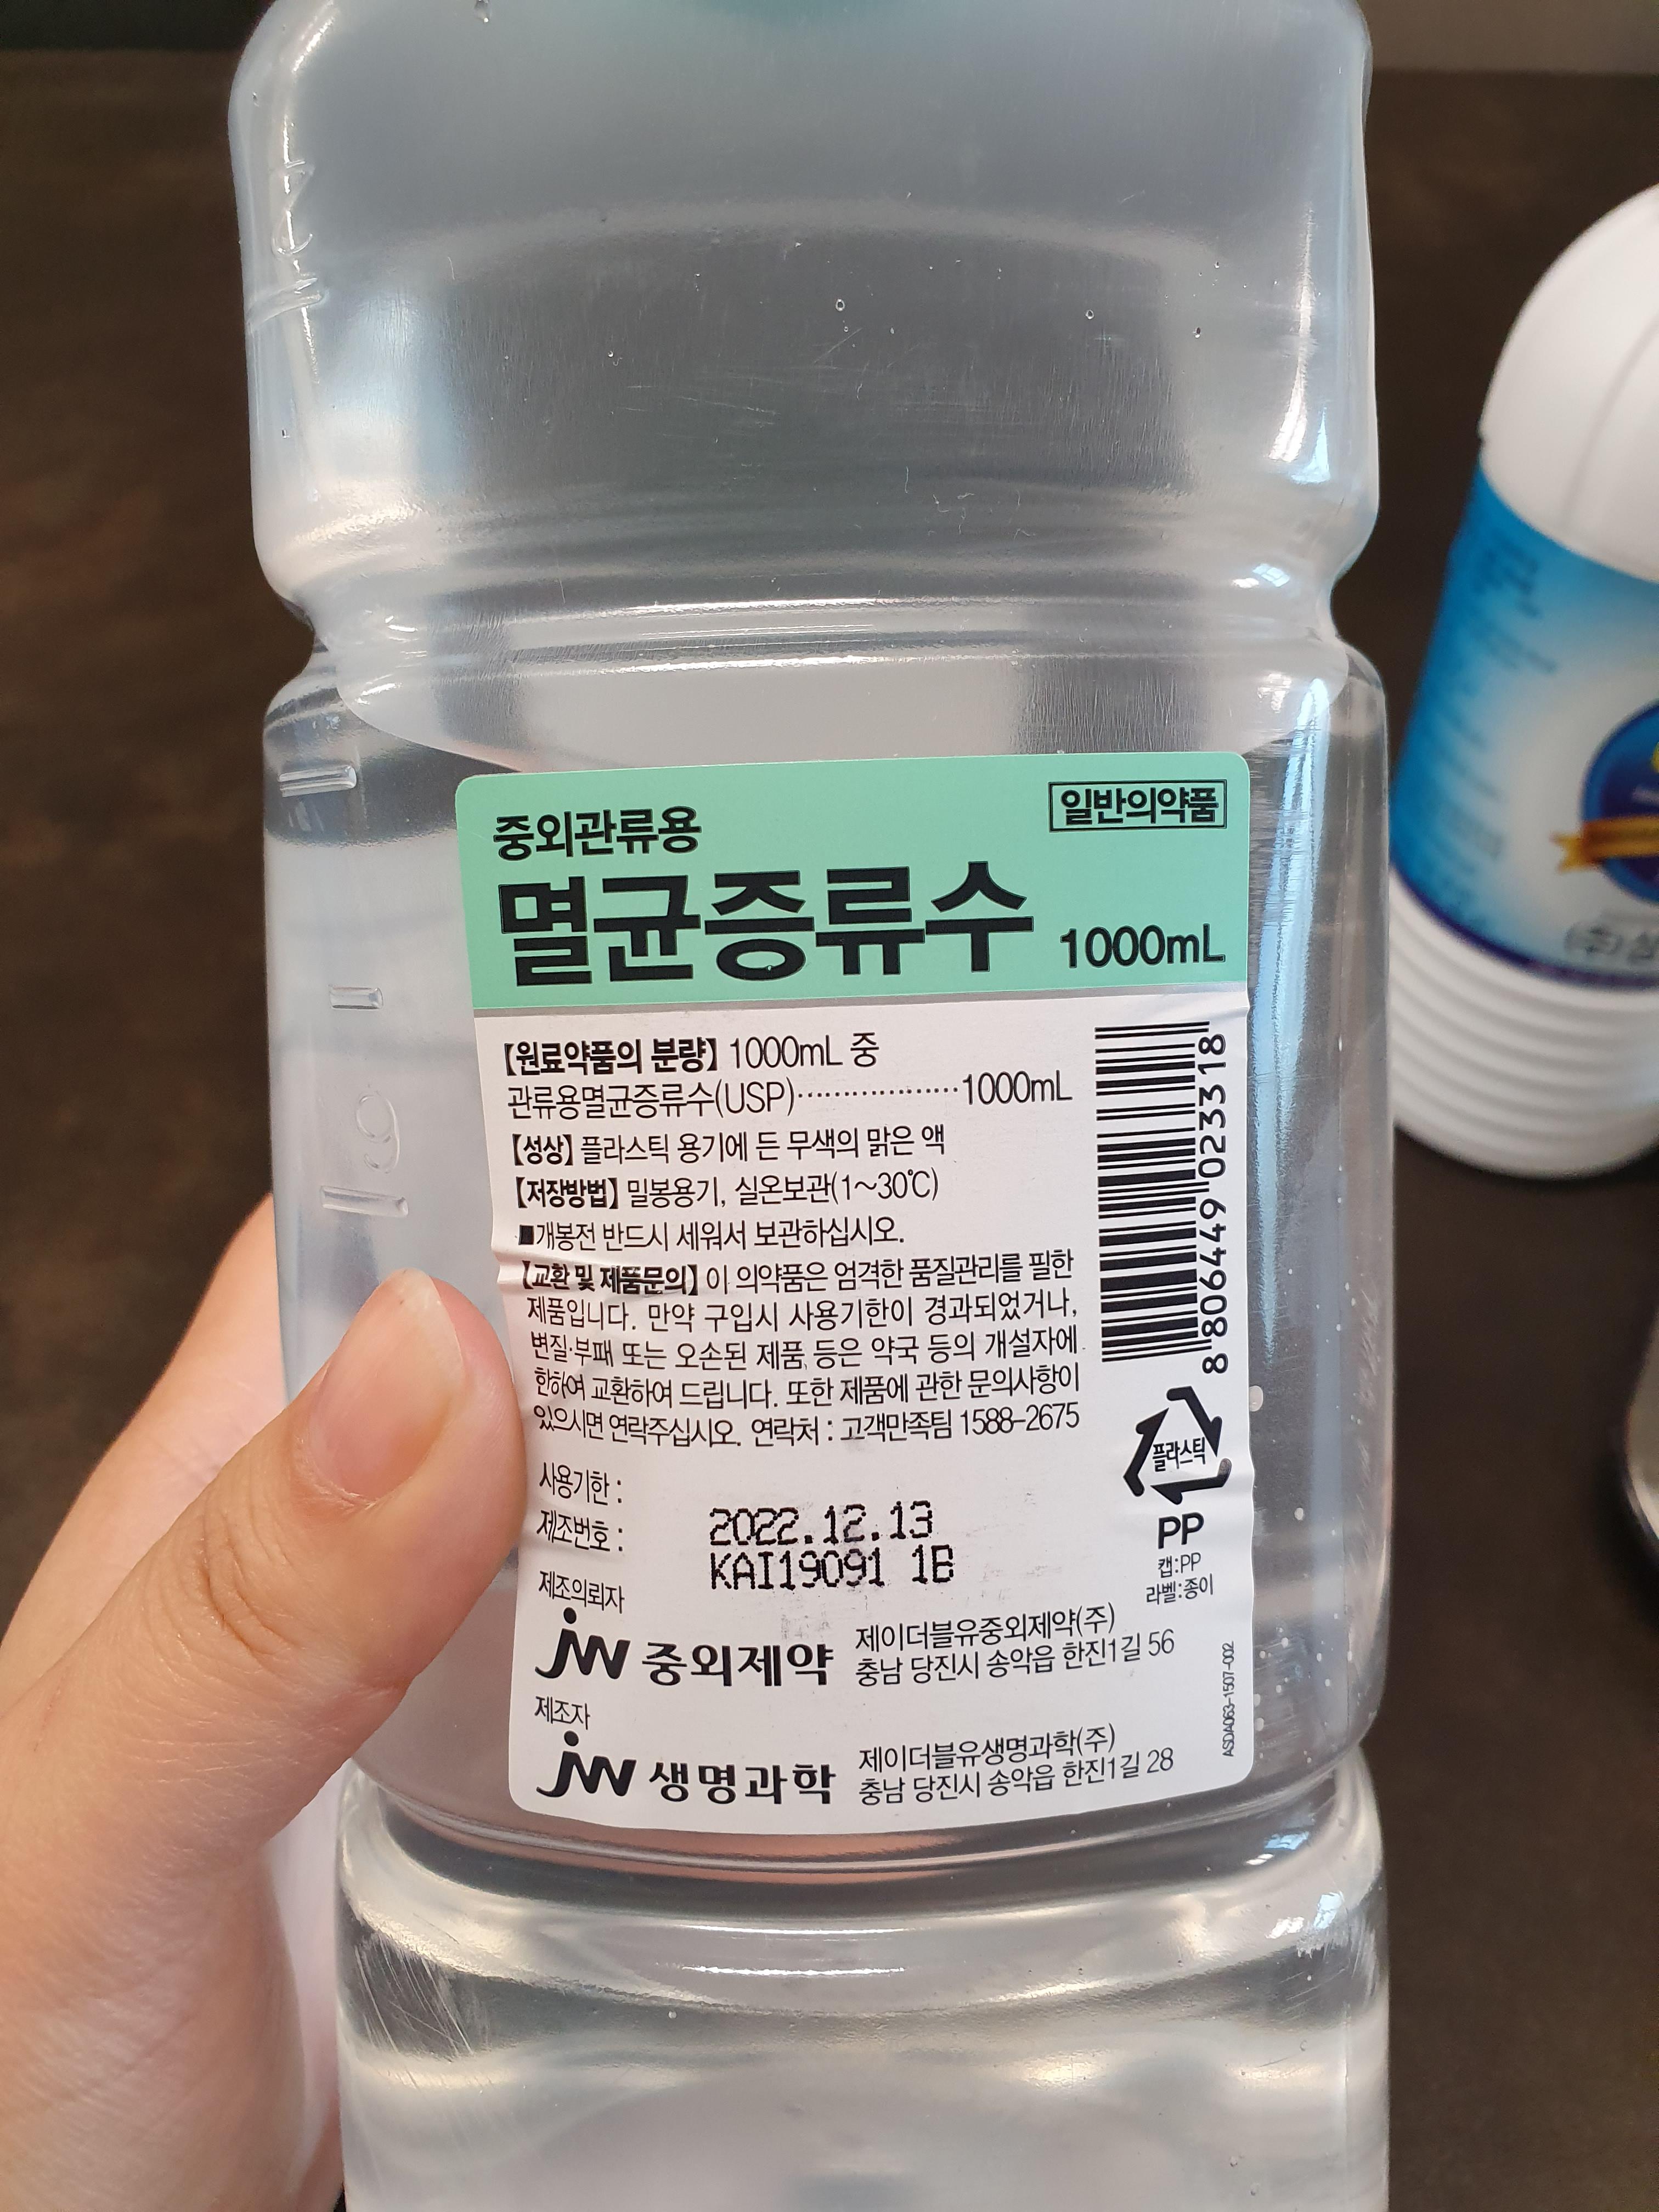 중외관류용
일반의약품
멸균증류수 1000mL
【원료약품의 분량】 1000mL 중
관류용멸균증류수(USP)··················1000mL
【성상】 플라스틱 용기에 든 무색의 맑은 액
【저장방법】 밀봉용기, 실온보관(1~30℃)
■개봉전 반드시 세워서 보관하십시오.
【교환 및 제품문의】 이 의약품은 엄격한 품질관리를 필한
제품입니다. 만약 구입시 사용기한이 경과되었거나,
변질·부패 또는 오손된 제품 등은 약국 등의 개설자에
한하여 교환하여 드립니다. 또한 제품에 관한 문의사항이
있으시면 연락주십시오. 연락처 : 고객만족팀 1588-2675
8 806449 023318
플라스틱
PP
캡:PP
라벨:종이
사용기한 : 2022.12.13
제조번호 : KAI19091 1B
제조의뢰자
jw 중외제약 제이더블유중외제약(주)
충남 당진시 송악읍 한진1길 56
제조자
jw 생명과학 제이더블유생명과학(주)
충남 당진시 송악읍 한진1길 28
ASDA063-1507-002
9